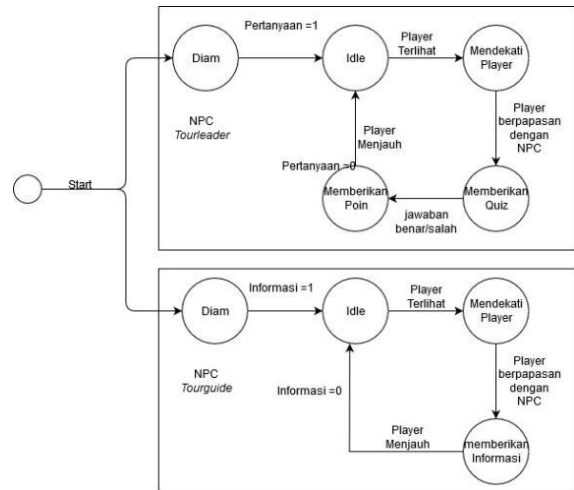 Pertanyaan =1
Diam
Idle
Player
Terlihat
Mendekati
Player
NPC
Tourleader
Player
Menjauh
Player
berpapasan
dengan
NPC
Pertanyaan =0
Memberikan
Poin
jawaban
benar/salah
Memberikan
Quiz
Start
Informasi =1
Diam
Idle
Player
Terlihat
Mendekati
Player
NPC
Tourguide
Informasi =0
Player
berpapasan
dengan
NPC
Player
Menjauh
memberikan
Informasi